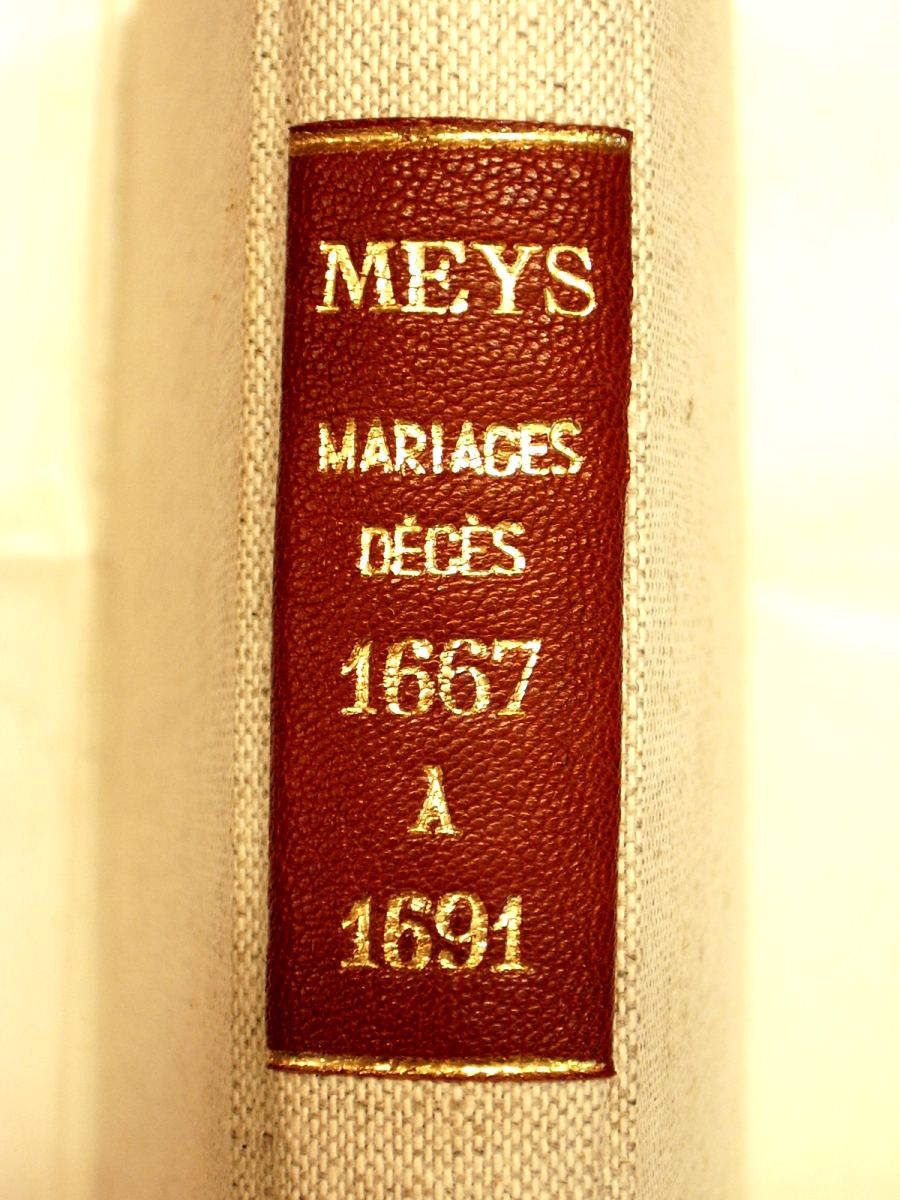 MEYS
MARIAGES
DÉCÈS
1667
A
1691